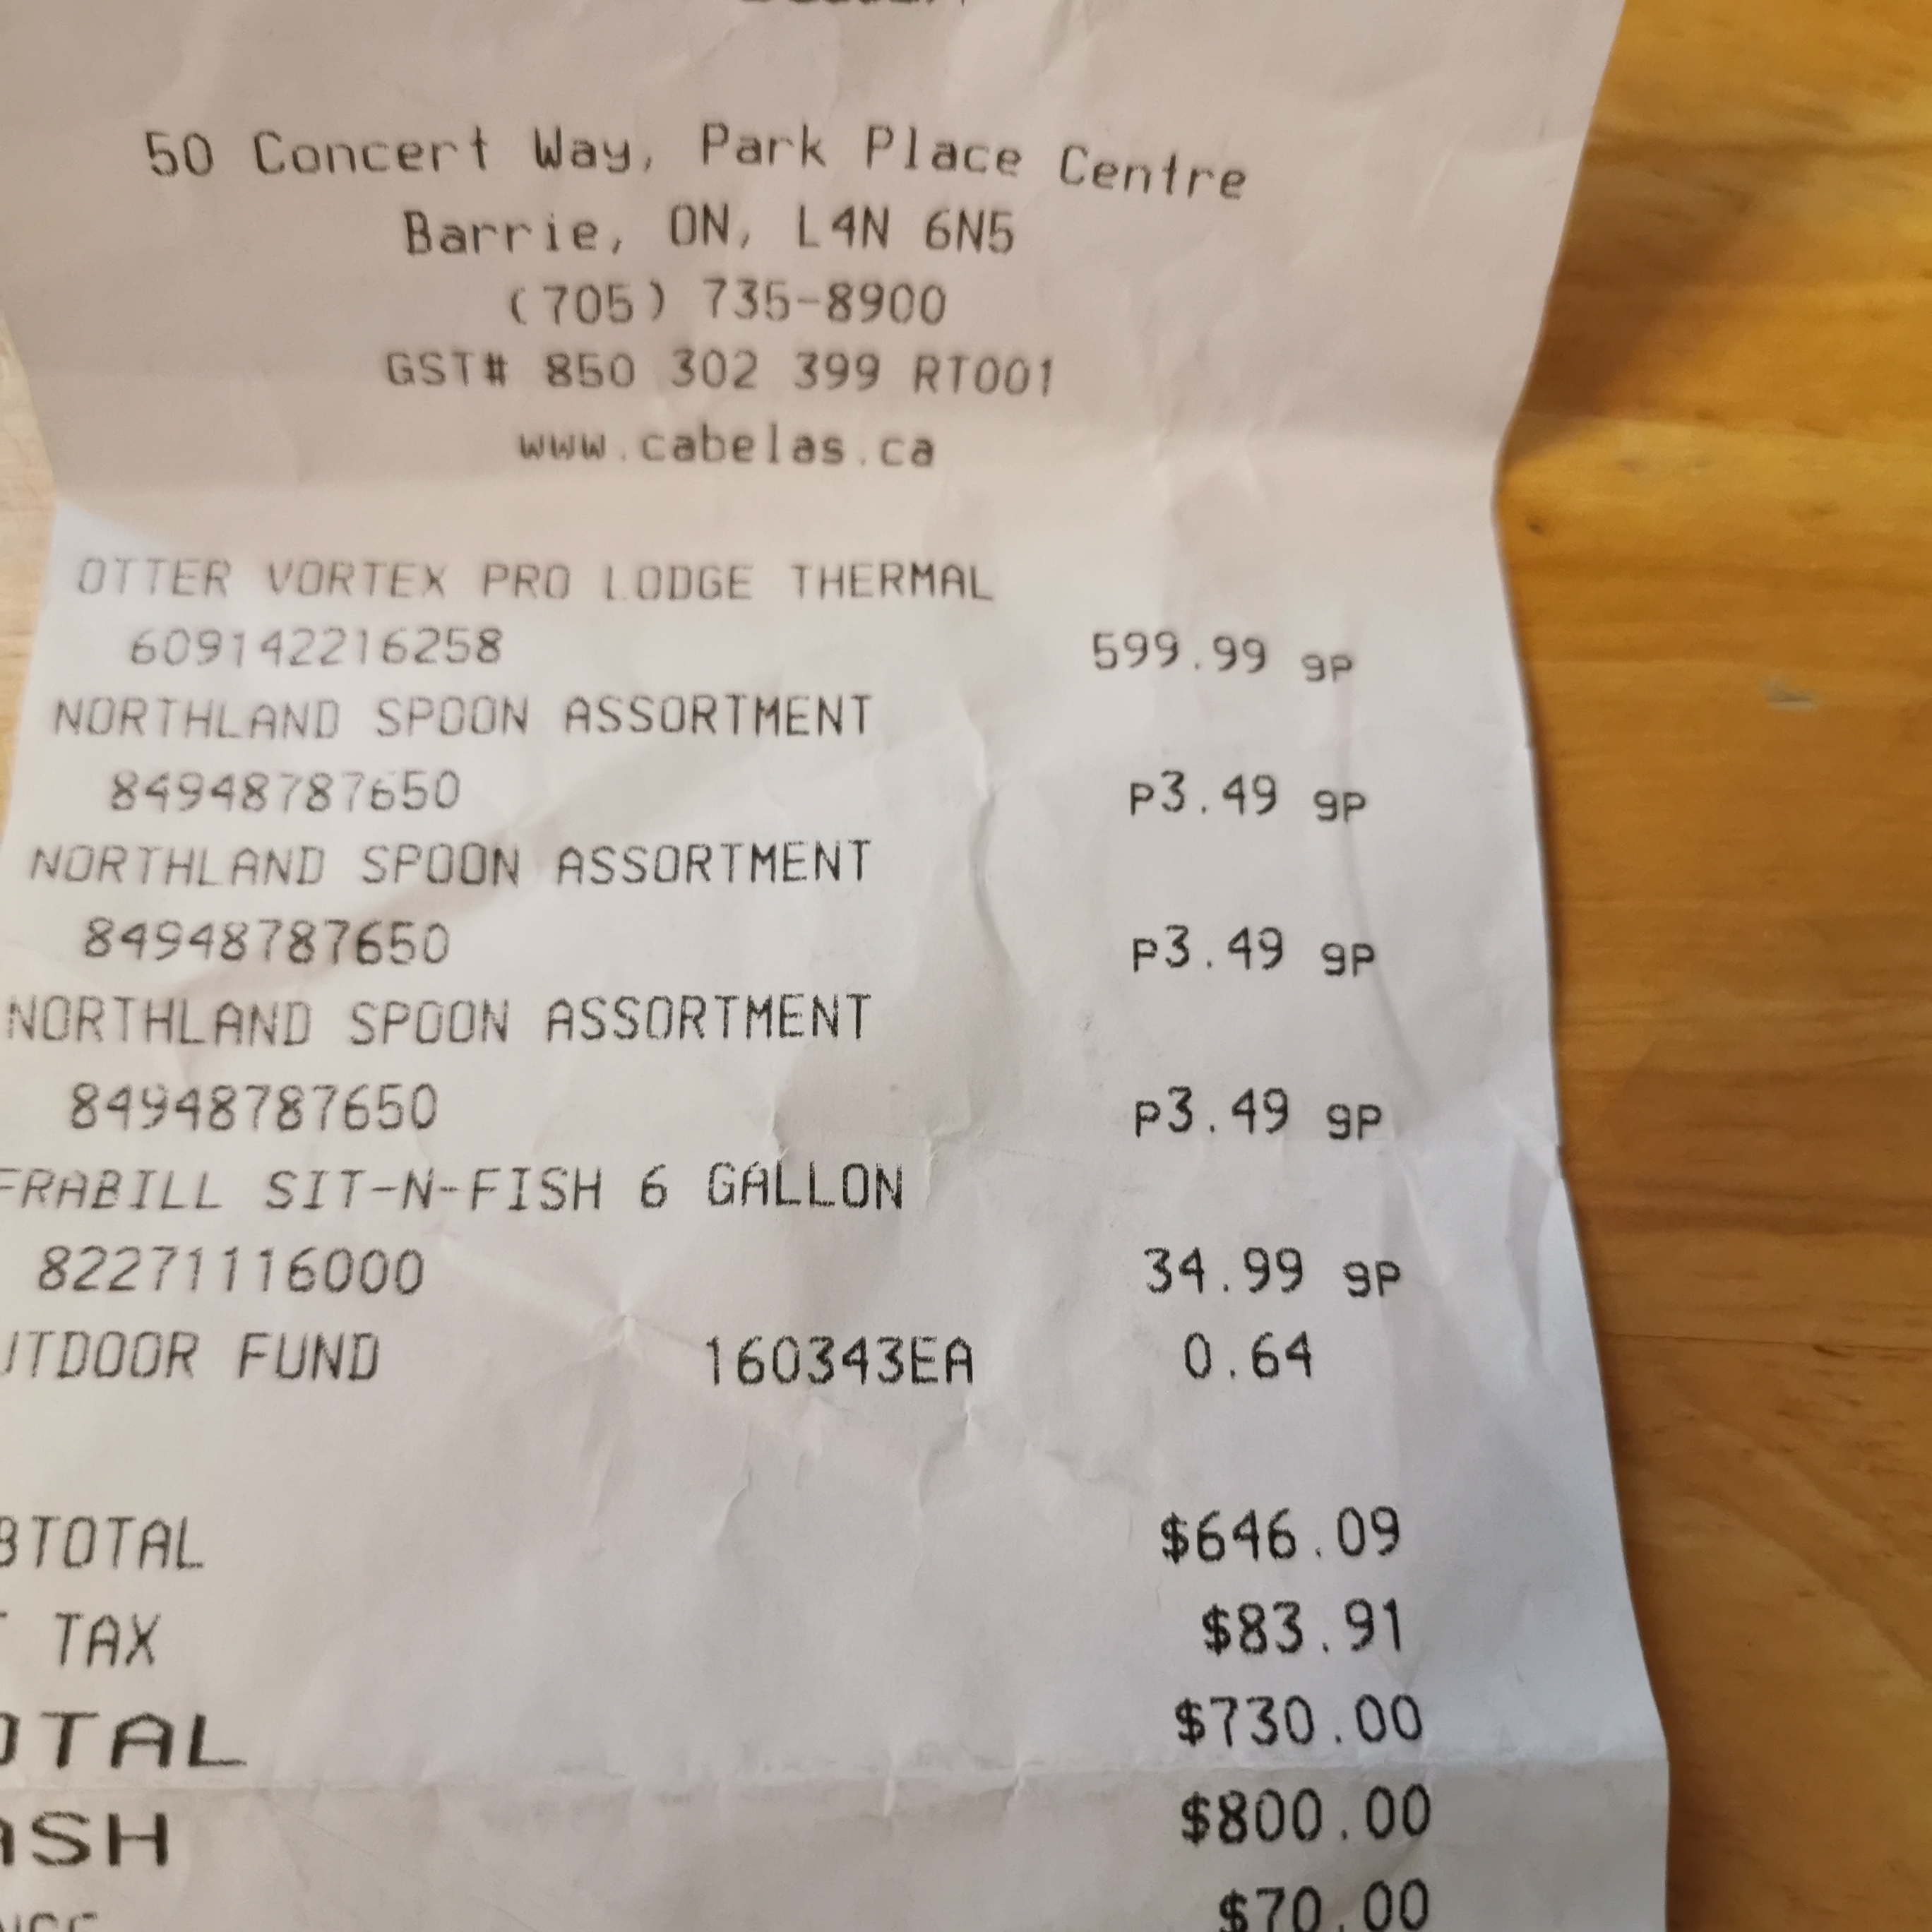 50 Concert Way, Park Place Centre
Barrie, ON, L4N 6N5
(705) 735-8900
GST# 850 302 399 RT001
www.cabelas.ca
OTTER VORTEX PRO LODGE THERMAL
609142216258 599.99 gP
NORTHLAND SPOON ASSORTMENT
84948787650 P3.49 gP
NORTHLAND SPOON ASSORTMENT
84948787650 P3.49 gP
NORTHLAND SPOON ASSORTMENT
84948787650 P3.49 gP
FRABILL SIT-N-FISH 6 GALLON
82271116000 34.99 gP
UTDOOR FUND 160343EA 0.64
BTOTAL $646.09
TAX $83.91
OTAL $730.00
ASH $800.00
$70.00